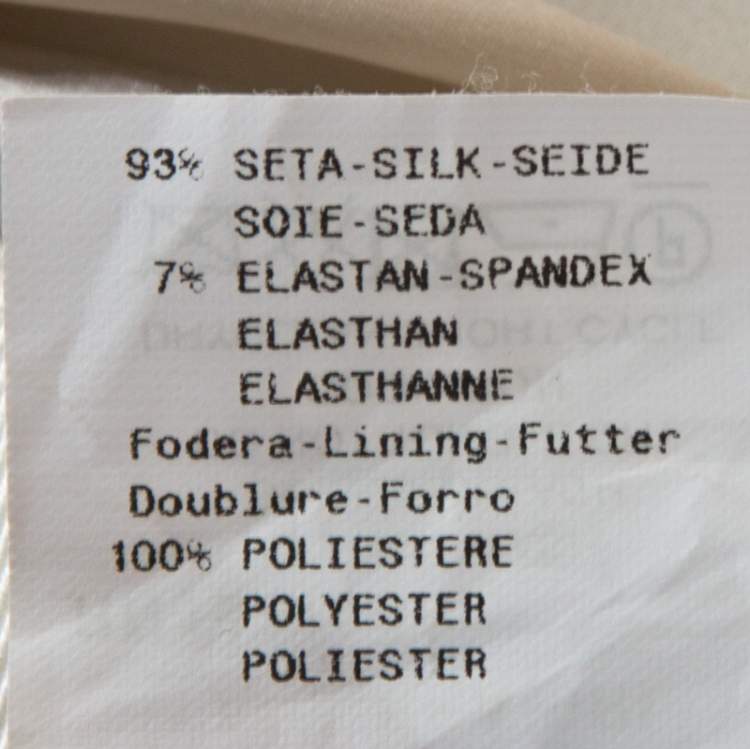 93% SETA-SILK-SEIDE
SOIE-SEDA
7% ELASTAN-SPANDEX
ELASTHAN
ELASTHANNE
Fodera-Lining-Futter
Doublure-Forro
100% POLIESTERE
POLYESTER
POLIESTER